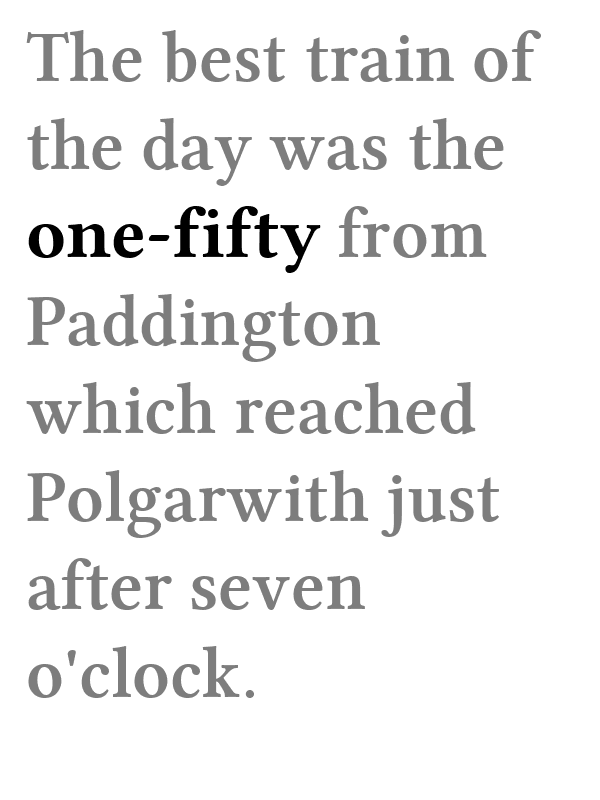 The best train of
the day was the
one-fifty from
Paddington
which reached
Polgarwith just
after seven
o'clock.